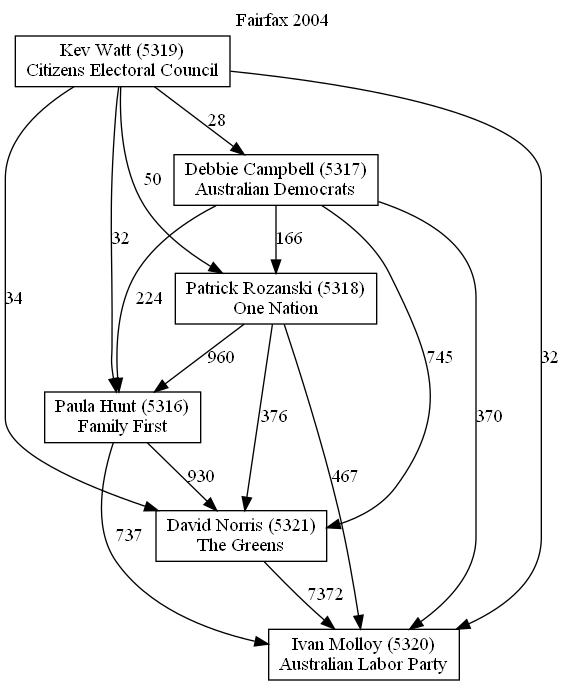 Fairfax 2004
Kev Watt (5319)
Citizens Electoral Council
28
Debbie Campbell (5317)
Australian Democrats
50
32
166
34
224
Patrick Rozanski (5318)
One Nation
960
745
32
Paula Hunt (5316)
Family First
376
370
930
467
737
David Norris (5321)
The Greens
7372
Ivan Molloy (5320)
Australian Labor Party